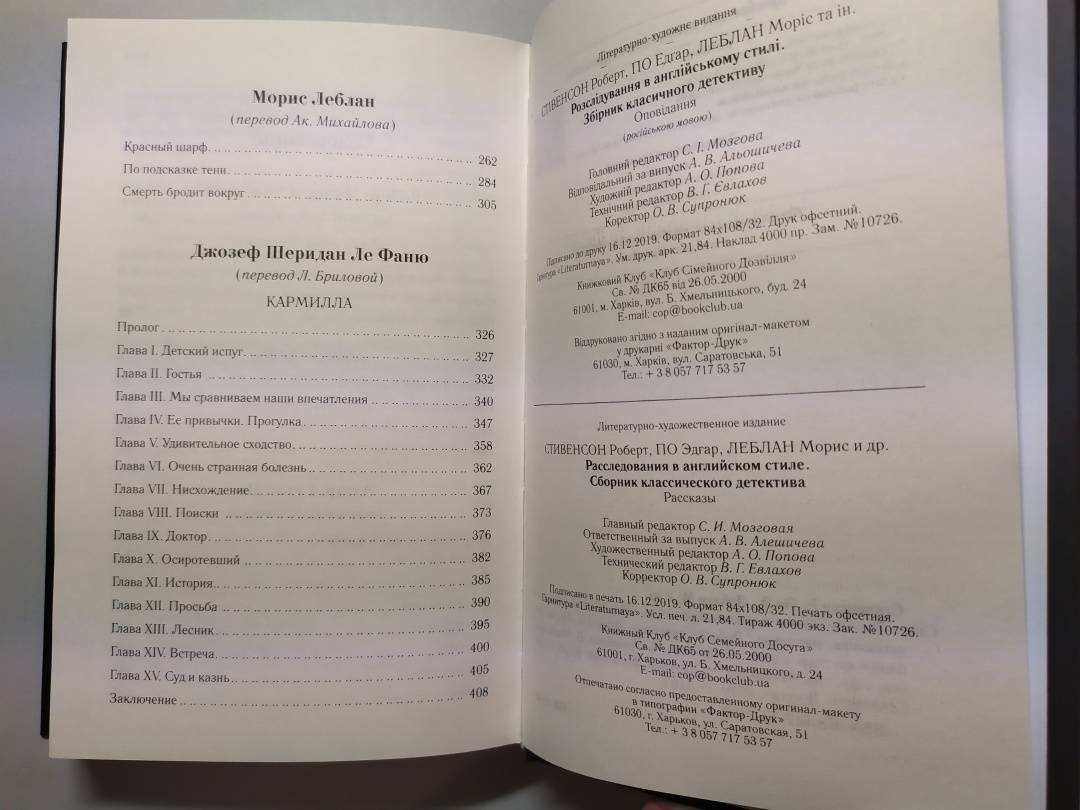 Морис Леблан
(перевод Ак. Михайлова)
Красный шарф. 262
По подсказке тени. 284
Смерть бродит вокруг 305
Джозеф Шеридан Ле Фаню
(перевод Л. Бриловой)
КАРМИЛЛА
Пролог 326
Глава I. Детский испуг. 327
Глава II. Гостья 332
Глава III. Мы сравниваем наши впечатления 340
Глава IV. Ее привычки. Прогулка 347
Глава V. Удивительное сходство 358
Глава VI. Очень странная болезнь 362
Глава VII. Нисхождение 367
Глава VIII. Поиски 373
Глава IX. Доктор 376
Глава X. Осиротевший 382
Глава XI. История 385
Глава XII. Просьба 390
Глава XIII. Лесник 395
Глава XIV. Встреча 400
Глава XV. Суд и казнь 405
Заключение 408
Літературно-художнє видання
СТІВЕНСОН Роберт, ПО Едгар, ЛЕБЛАН Моріс та ін.
Розслідування в англійському стилі.
Збірник класичного детективу
Оповідання
(російською мовою)
Головний редактор С. І. Мозгова
Відповідальний за випуск А. В. Альошичева
Художній редактор А. О. Попова
Технічний редактор В. Г. Євлахов
Коректор О. В. Супронюк
Підписано до друку 16.12.2019. Формат 84x108/32. Друк офсетний.
Гарнітура «Literaturnaya». Ум. друк. арк. 21,84. Наклад 4000 пр. Зам. №10726.
Книжковий Клуб «Клуб Сімейного Дозвілля»
Св. № ДК65 від 26.05.2000
61001, м. Харків, вул. Б. Хмельницького, буд. 24
E-mail: cop@bookclub.ua
Віддруковано згідно з наданим оригінал-макетом
у друкарні «Фактор-Друк»
61030, м. Харків, вул. Саратовська, 51
Тел.: + 3 8 057 717 53 57
Литературно-художественное издание
СТИВЕНСОН Роберт, ПО Эдгар, ЛЕБЛАН Морис и др.
Расследования в английском стиле.
Сборник классического детектива
Рассказы
Главный редактор С. И. Мозговая
Ответственный за выпуск А. В. Алешичева
Художественный редактор А. О. Попова
Технический редактор В. Г. Евлахов
Корректор О. В. Супронюк
Подписано в печать 16.12.2019. Формат 84x108/32. Печать офсетная.
Гарнитура «Literaturnaya». Усл. печ. л. 21,84. Тираж 4000 экз. Зак. №10726.
Книжный Клуб «Клуб Семейного Досуга»
Св. № ДК65 от 26.05.2000
61001, г. Харьков, ул. Б. Хмельницкого, д. 24
E-mail: cop@bookclub.ua
Отпечатано согласно предоставленному оригинал-макету
в типографии «Фактор-Друк»
61030, г. Харьков, ул. Саратовская, 51
Тел.: + 3 8 057 717 53 57